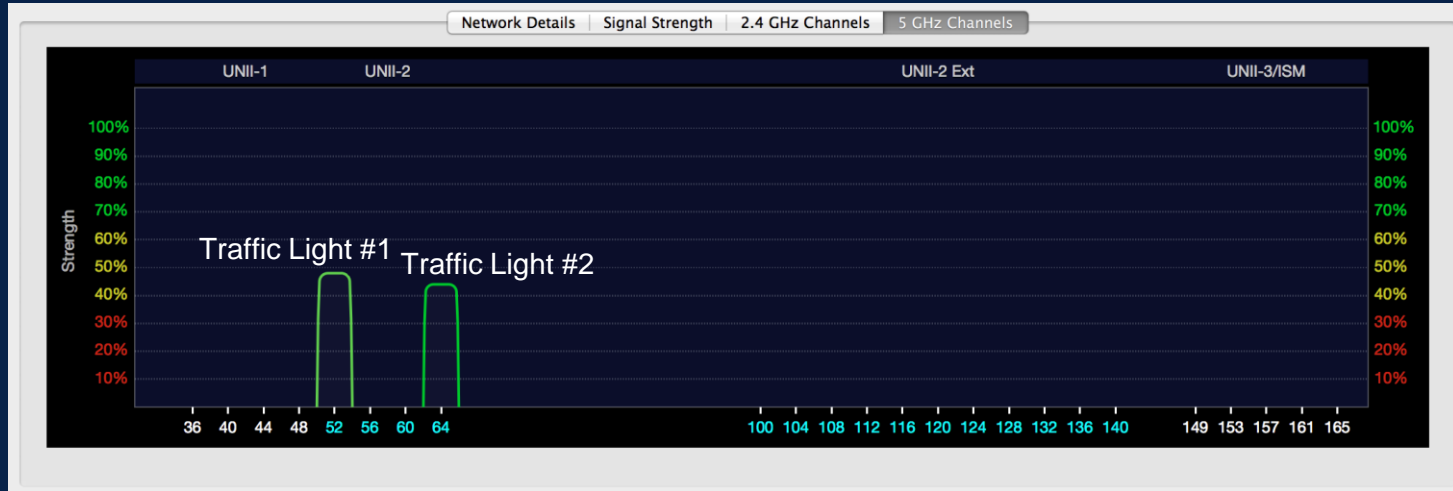 Network Details Signal Strength 2.4 GHz Channels 5 GHz Channels
UNII-1 UNII-2 UNII-2 Ext UNII-3/ISM
Strength
100% 100%
90% 90%
80% 80%
70% 70%
60% 60%
Traffic Light #1 Traffic Light #2
50% 50%
40% 40%
30% 30%
20% 20%
10% 10%
36 40 44 48 52 56 60 64 100 104 108 112 116 120 124 128 132 136 140 149 153 157 161 165